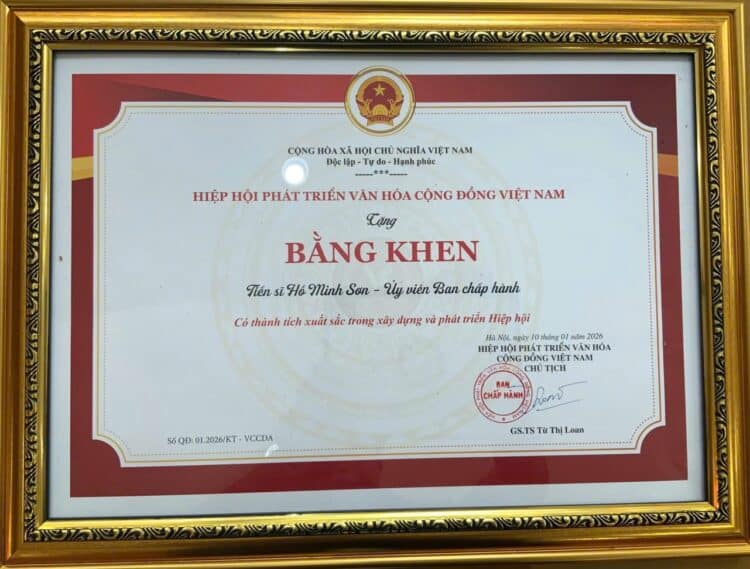 CỘNG HÒA XÃ HỘI CHỦ NGHĨA VIỆT NAM
Độc lập - Tự do - Hạnh phúc
-----***-----
HIỆP HỘI PHÁT TRIỂN VĂN HÓA CỘNG ĐỒNG VIỆT NAM
Tặng
BẰNG KHEN
Tiến sĩ Hồ Minh Sơn - Ủy viên Ban chấp hành
Có thành tích xuất sắc trong xây dựng và phát triển Hiệp hội
Hà Nội, ngày 10 tháng 01 năm 2026
HIỆP HỘI PHÁT TRIỂN VĂN HÓA
CỘNG ĐỒNG VIỆT NAM
CHỦ TỊCH
BAN
CHẤP HÀNH
GS.TS Từ Thị Loan
Số QĐ: 01.2026/KT - VCCDA